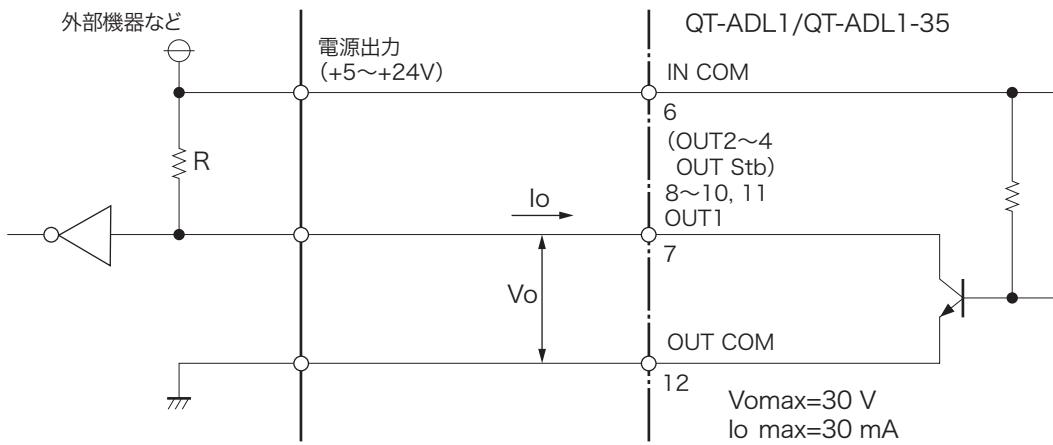 外部機器など
QT-ADL1/QT-ADL1-35
電源出力
(+5～+24V)
IN COM
6
(OUT2～4
OUT Stb)
8～10, 11
R
Io
OUT1
7
Vo
OUT COM
12
Vomax=30 V
Io max=30 mA